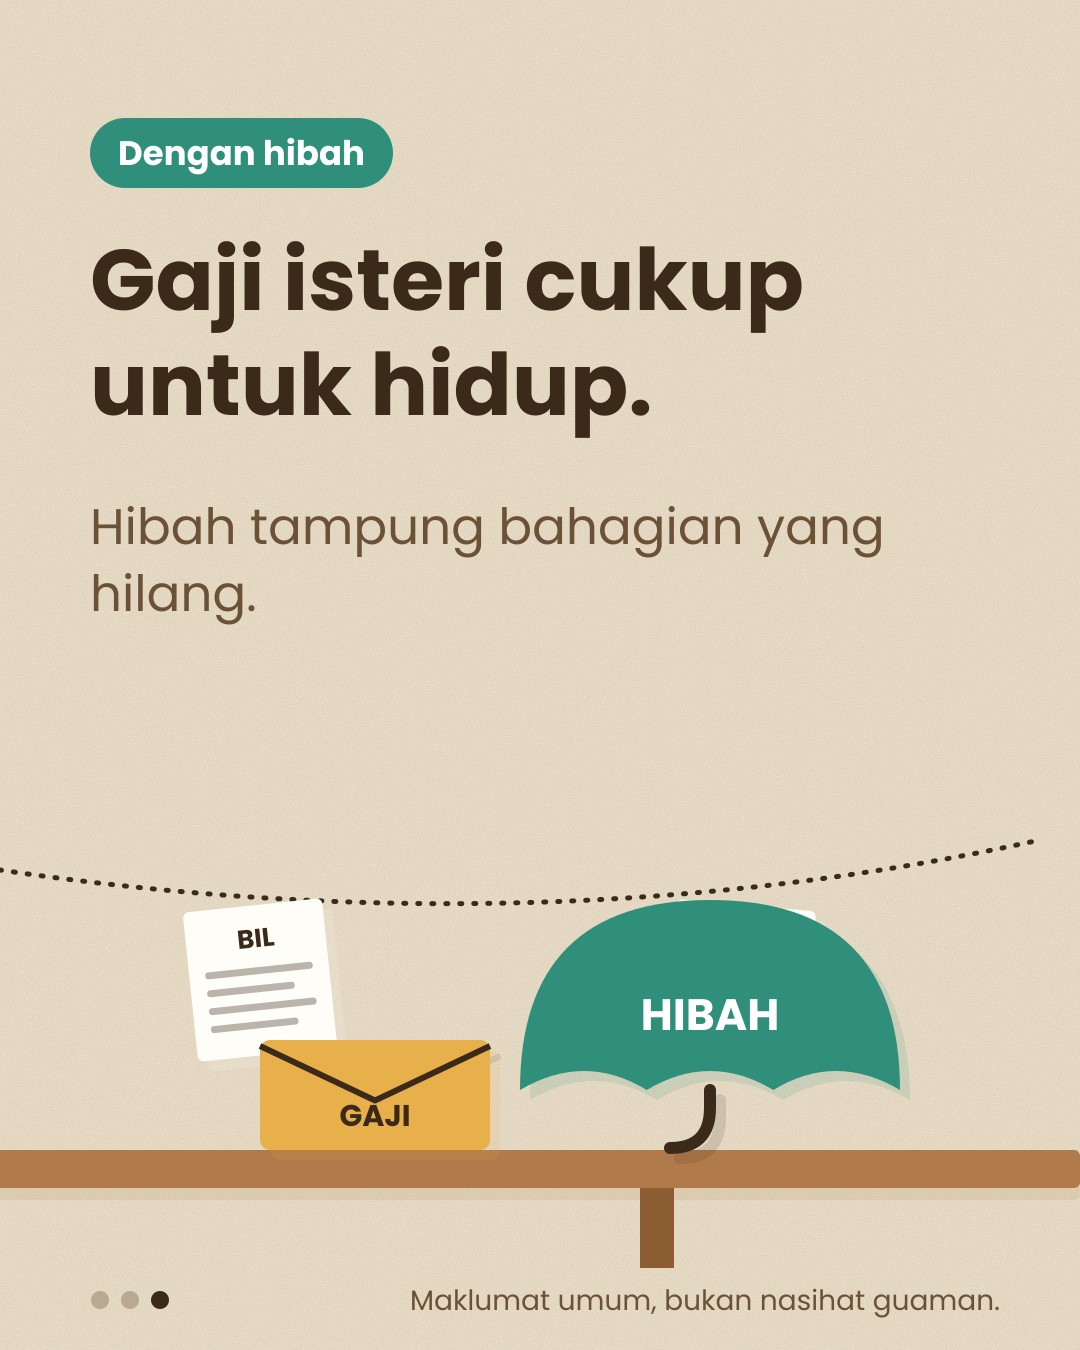 Dengan hibah
Gaji isteri cukup
untuk hidup.
Hibah tampung bahagian yang
hilang.
BIL
GAJI
HIBAH
Maklumat umum, bukan nasihat guaman.